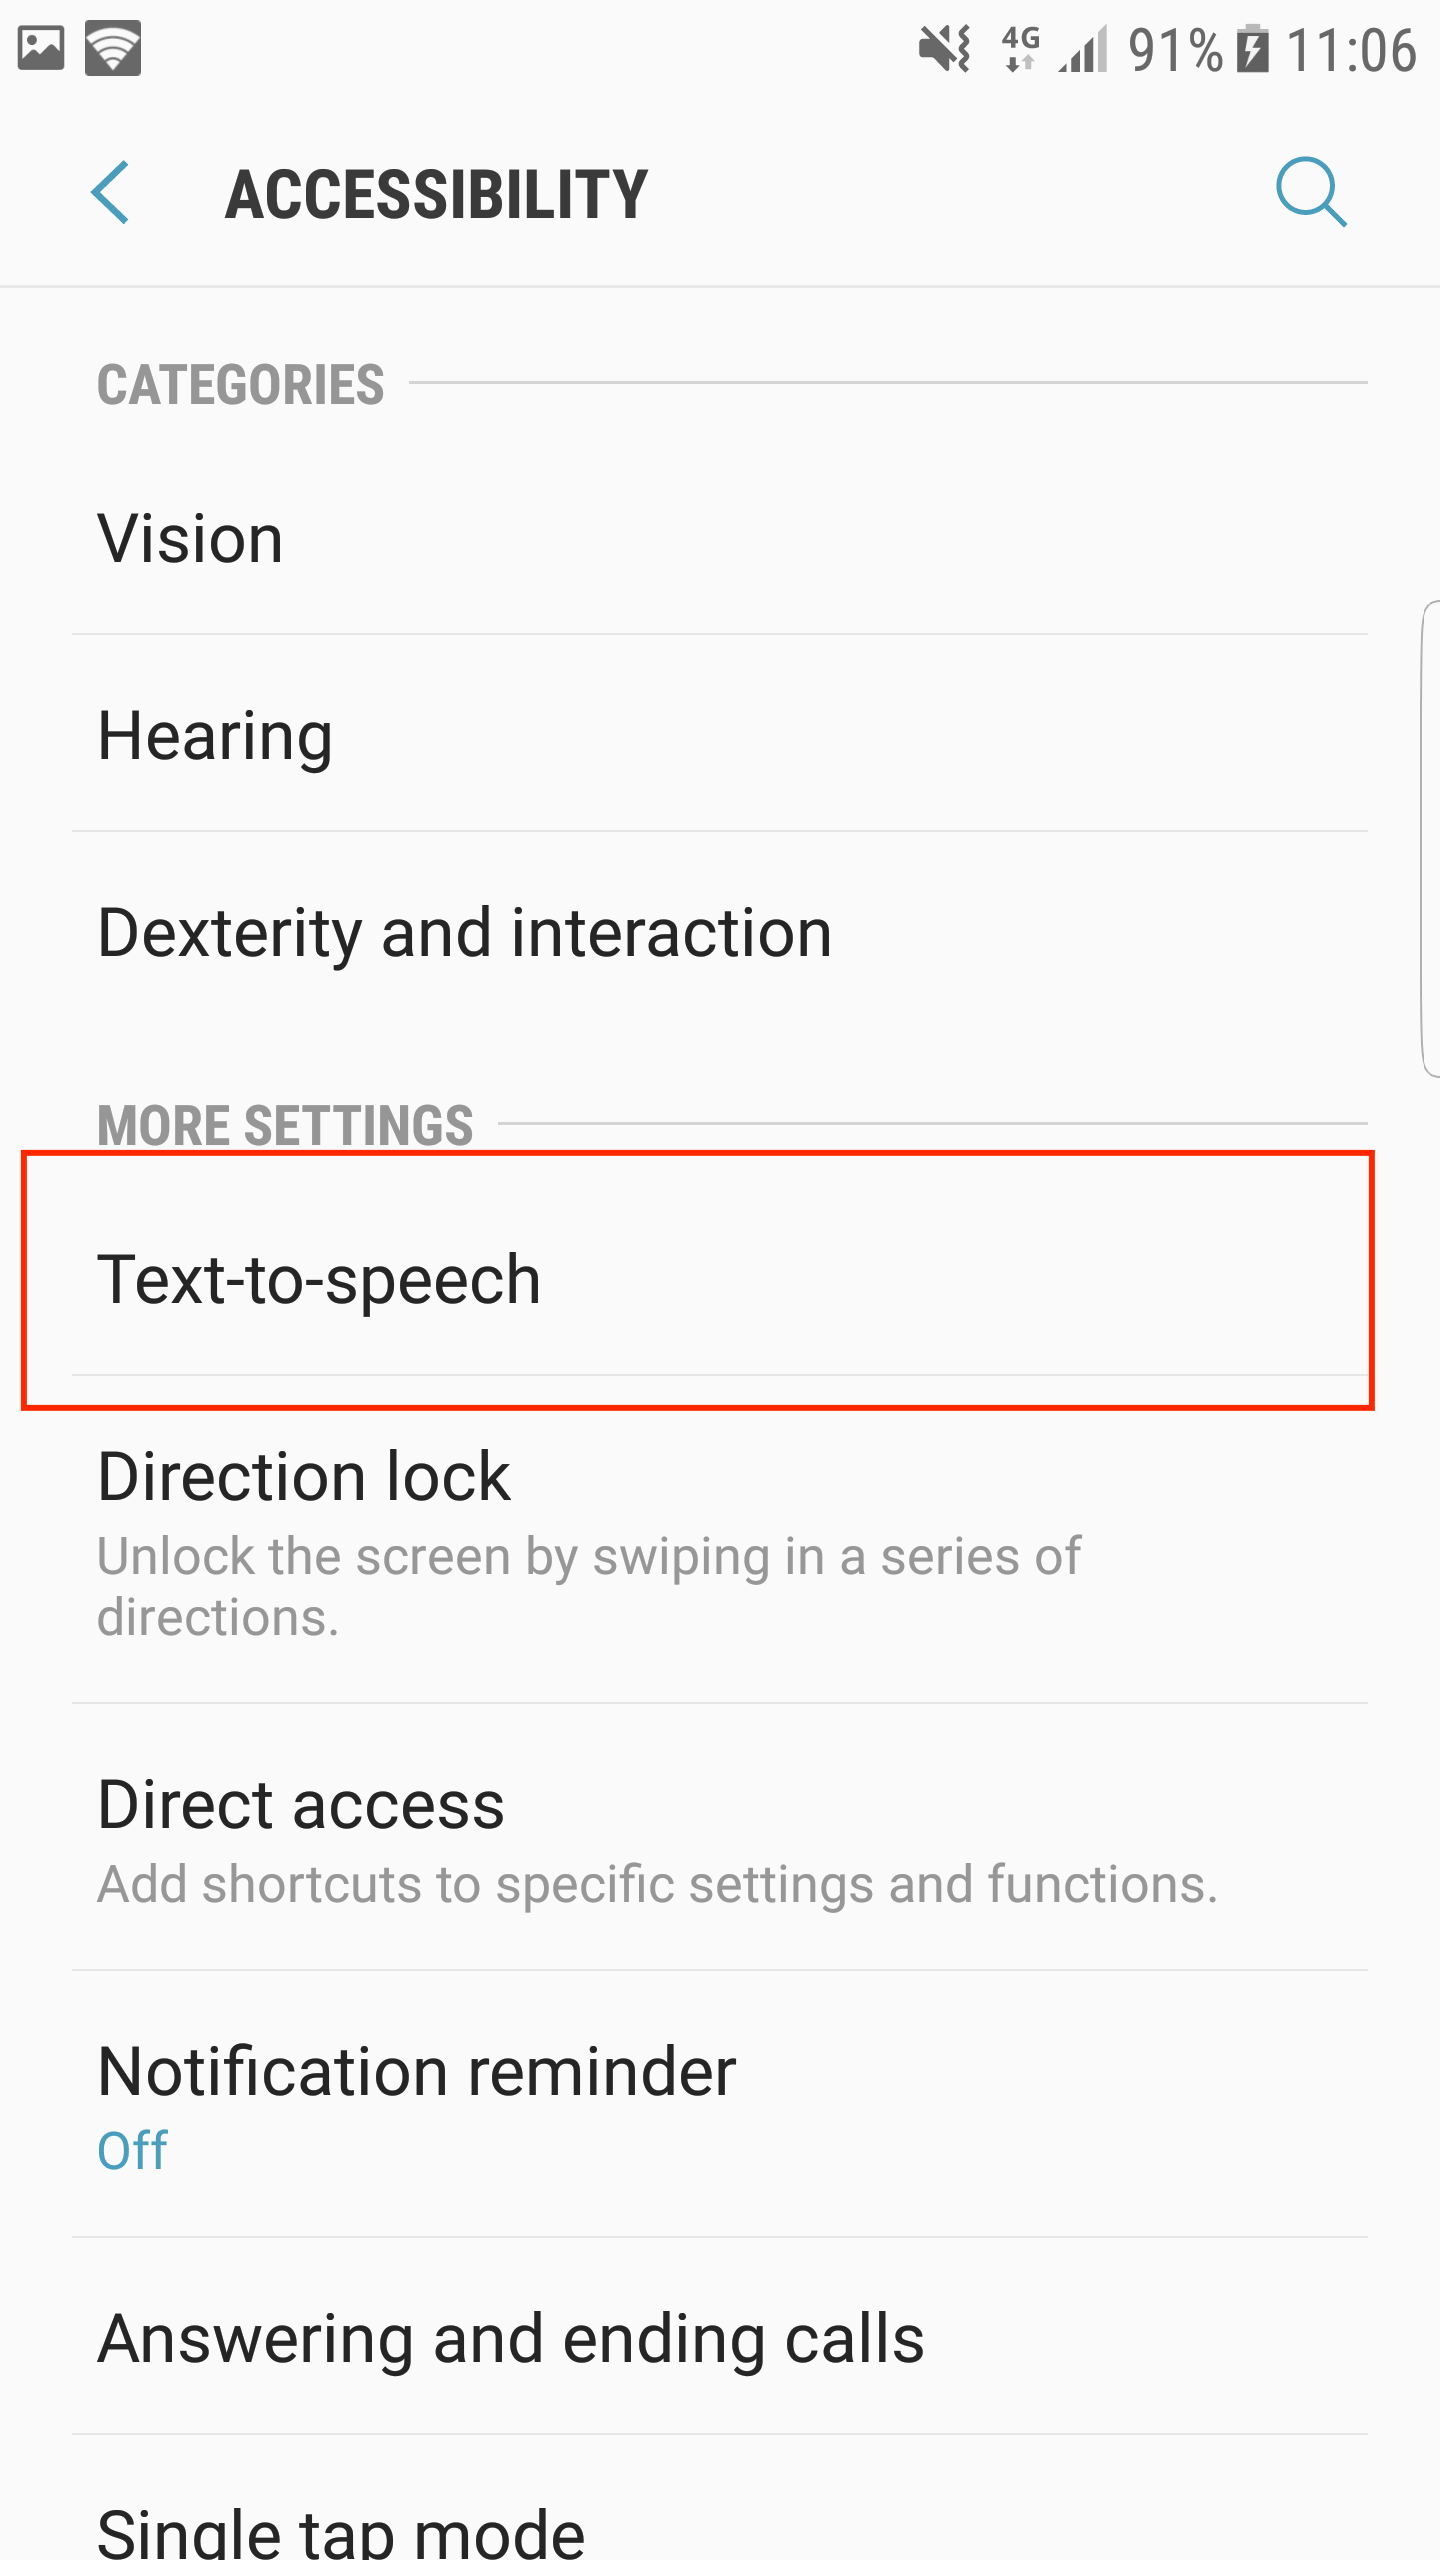 4G 91% 11:06
ACCESSIBILITY
CATEGORIES
Vision
Hearing
Dexterity and interaction
MORE SETTINGS
Text-to-speech
Direction lock
Unlock the screen by swiping in a series of
directions.
Direct access
Add shortcuts to specific settings and functions.
Notification reminder
Off
Answering and ending calls
Single tap mode